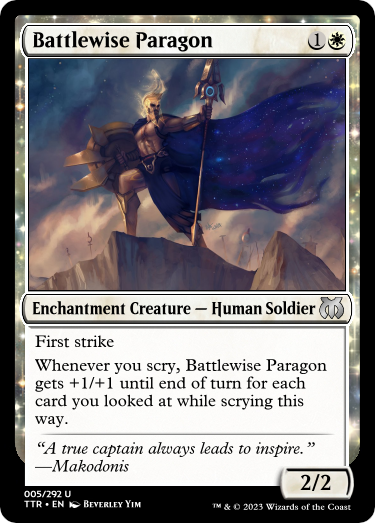 Battlewise Paragon 1
Enchantment Creature — Human Soldier
First strike
Whenever you scry, Battlewise Paragon
gets +1/+1 until end of turn for each
card you looked at while scrying this
way.
“A true captain always leads to inspire.”
—Makodonis
2/2
005/292 U
TTR • EN Beverley Yim
™ & © 2023 Wizards of the Coast